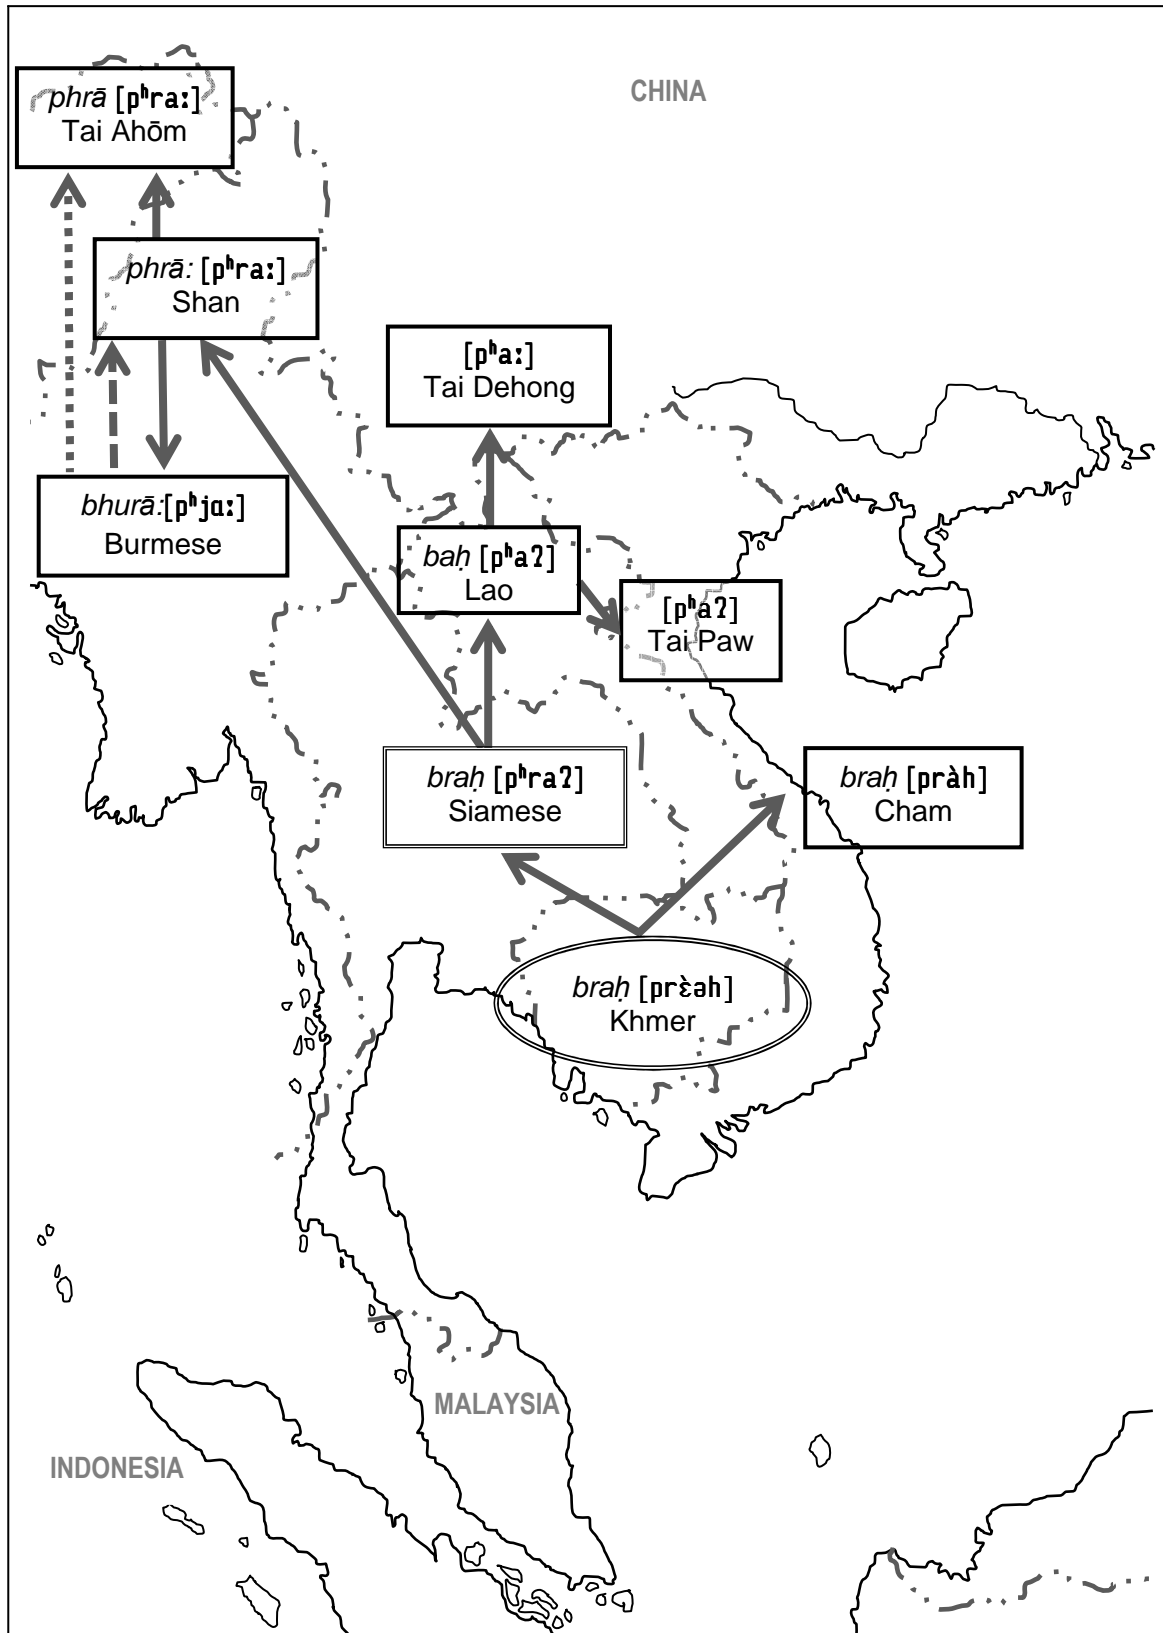 CHINA
phrā [pʰraː]
Tai Ahōm
phrā: [pʰraː]
Shan
[pʰaː]
Tai Dehong
bhurā:[pʰjɑː]
Burmese
baḥ [pʰaʔ]
Lao
[pʰaʔ]
Tai Paw
braḥ [pʰraʔ]
Siamese
braḥ [pràh]
Cham
braḥ [prɛ̀əh]
Khmer
MALAYSIA
INDONESIA